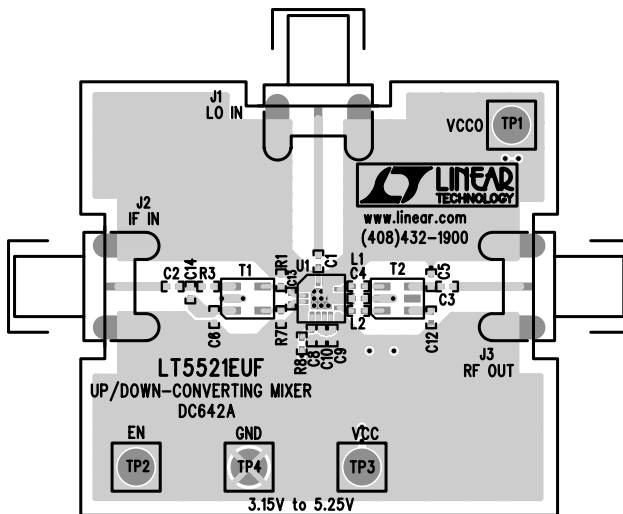 J1
LO IN
VCCO
TP1
LINEAR
TECHNOLOGY
www.linear.com
(408)432-1900
J2
IF IN
C2
C14
R3
T1
R1
C13
U1
C1
L1
C4
T2
C5
C3
C6
R7
R8
C8
C10
C9
L2
C12
J3
RF OUT
LT5521EUF
UP/DOWN-CONVERTING MIXER
DC642A
EN
TP2
GND
TP4
VCC
TP3
3.15V to 5.25V